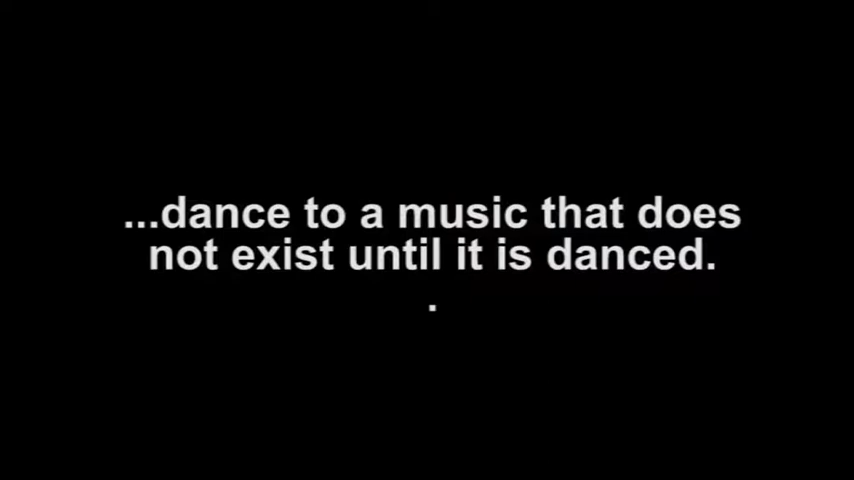 ...dance to a music that does
not exist until it is danced.
.